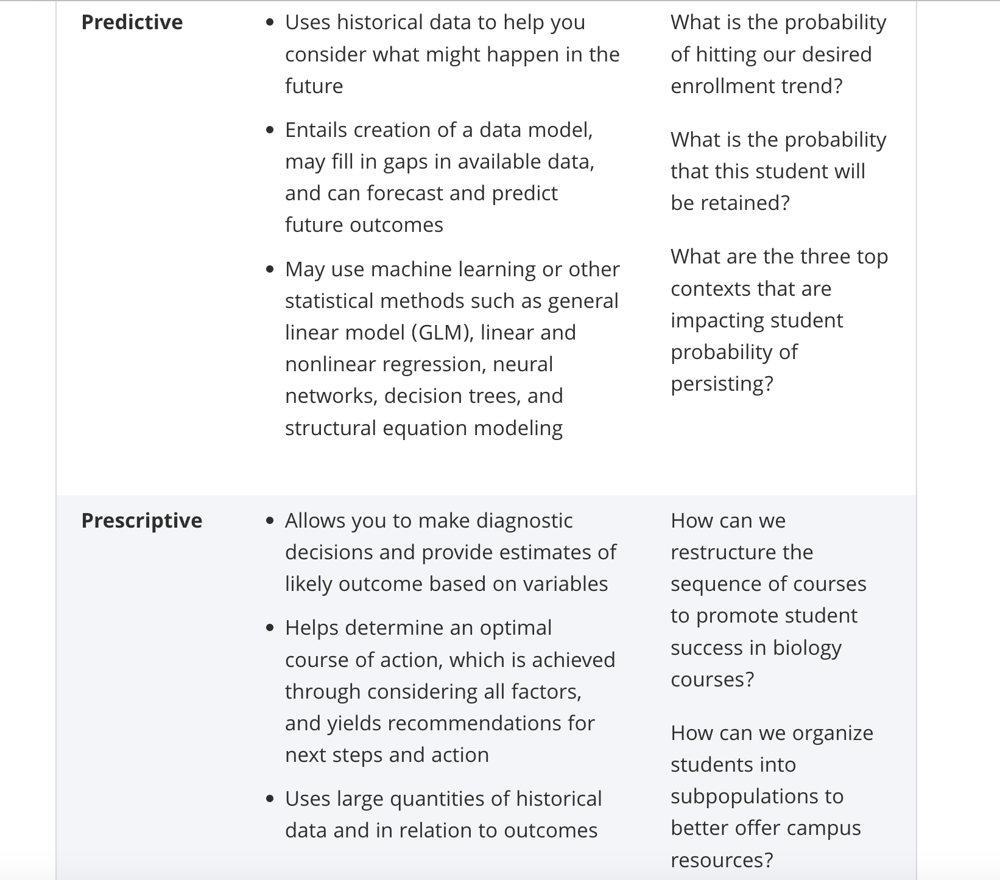 Predictive
• Uses historical data to help you
consider what might happen in the
future
• Entails creation of a data model,
may fill in gaps in available data,
and can forecast and predict
future outcomes
• May use machine learning or other
statistical methods such as general
linear model (GLM), linear and
nonlinear regression, neural
networks, decision trees, and
structural equation modeling
What is the probability
of hitting our desired
enrollment trend?
What is the probability
that this student will
be retained?
What are the three top
contexts that are
impacting student
probability of
persisting?
Prescriptive
• Allows you to make diagnostic
decisions and provide estimates of
likely outcome based on variables
• Helps determine an optimal
course of action, which is achieved
through considering all factors,
and yields recommendations for
next steps and action
• Uses large quantities of historical
data and in relation to outcomes
How can we
restructure the
sequence of courses
to promote student
success in biology
courses?
How can we organize
students into
subpopulations to
better offer campus
resources?